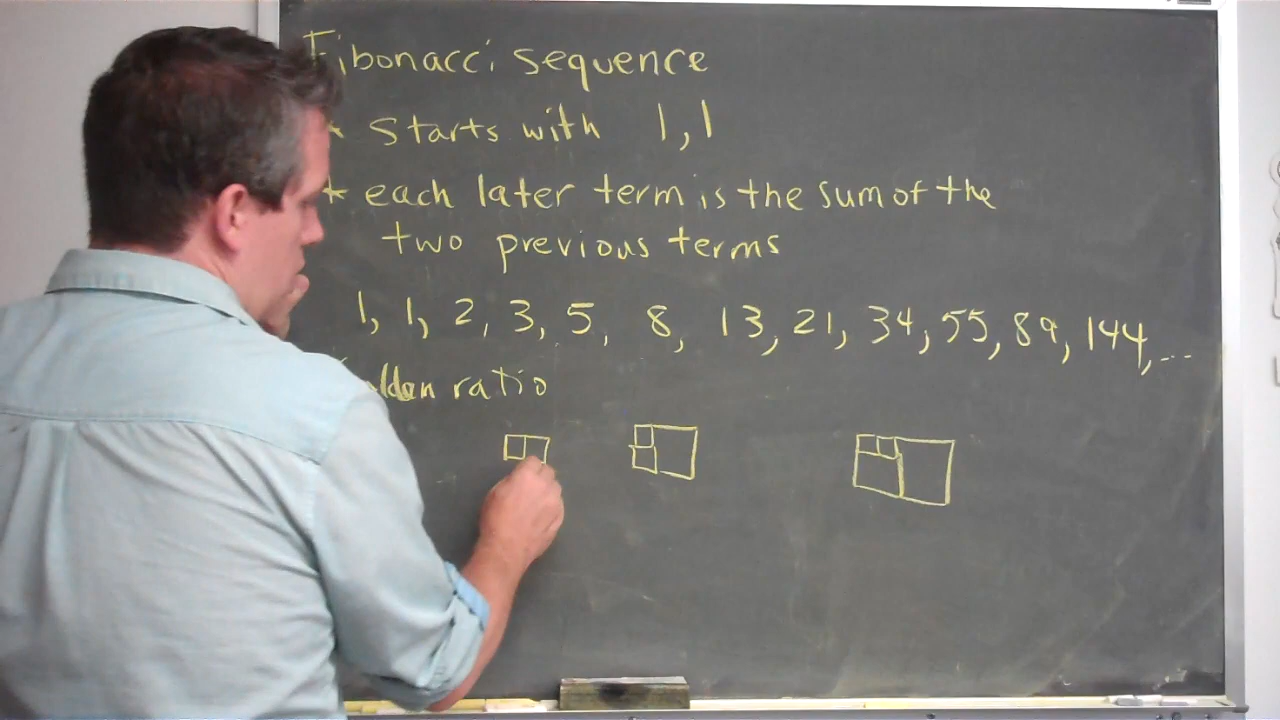 Fibonacci sequence
* starts with 1, 1
* each later term is the sum of the
two previous terms
1, 1, 2, 3, 5, 8, 13, 21, 34, 55, 89, 144, ...
Golden ratio